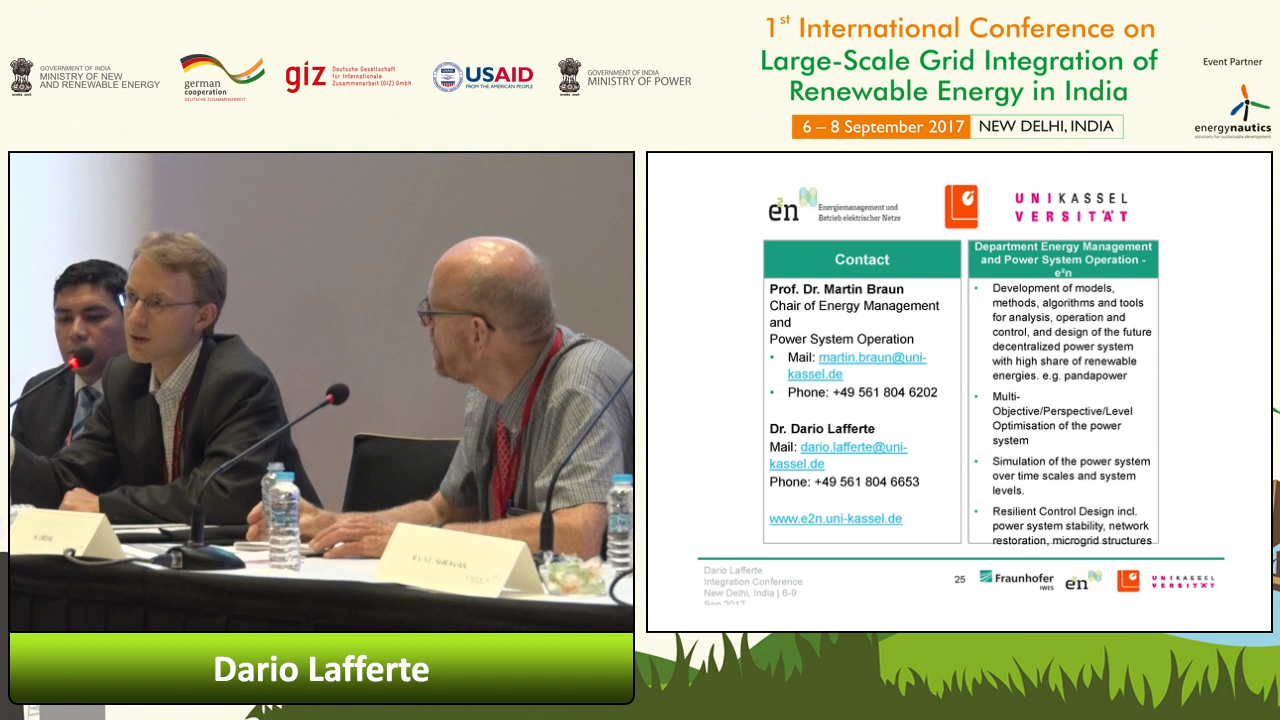 1st International Conference on
Large-Scale Grid Integration of
Renewable Energy in India
6 – 8 September 2017 NEW DELHI, INDIA
GOVERNMENT OF INDIA
MINISTRY OF NEW
AND RENEWABLE ENERGY
german
cooperation
DEUTSCHE ZUSAMMENARBEIT
giz Deutsche Gesellschaft
für Internationale
Zusammenarbeit (GIZ) GmbH
USAID
FROM THE AMERICAN PEOPLE
GOVERNMENT OF INDIA
MINISTRY OF POWER
Event Partner
energynautics
solutions for sustainable development
Dario Lafferte
e2n Energiemanagement und
Betrieb elektrischer Netze
UNIKASSEL
VERSITÄT
Contact
Prof. Dr. Martin Braun
Chair of Energy Management
and
Power System Operation
• Mail: martin.braun@uni-
kassel.de
• Phone: +49 561 804 6202
Dr. Dario Lafferte
Mail: dario.lafferte@uni-
kassel.de
Phone: +49 561 804 6653
www.e2n.uni-kassel.de
Department Energy Management
and Power System Operation -
e²n
• Development of models,
methods, algorithms and tools
for analysis, operation and
control, and design of the future
decentralized power system
with high share of renewable
energies. e.g. pandapower
• Multi-
Objective/Perspective/Level
Optimisation of the power
system
• Simulation of the power system
over time scales and system
levels.
• Resilient Control Design incl.
power system stability, network
restoration, microgrid structures
Dario Lafferte
Integration Conference
New Delhi, India | 6-9
Sep 2017
25
Fraunhofer
IWES
e2n
UNIKASSEL
VERSITÄT